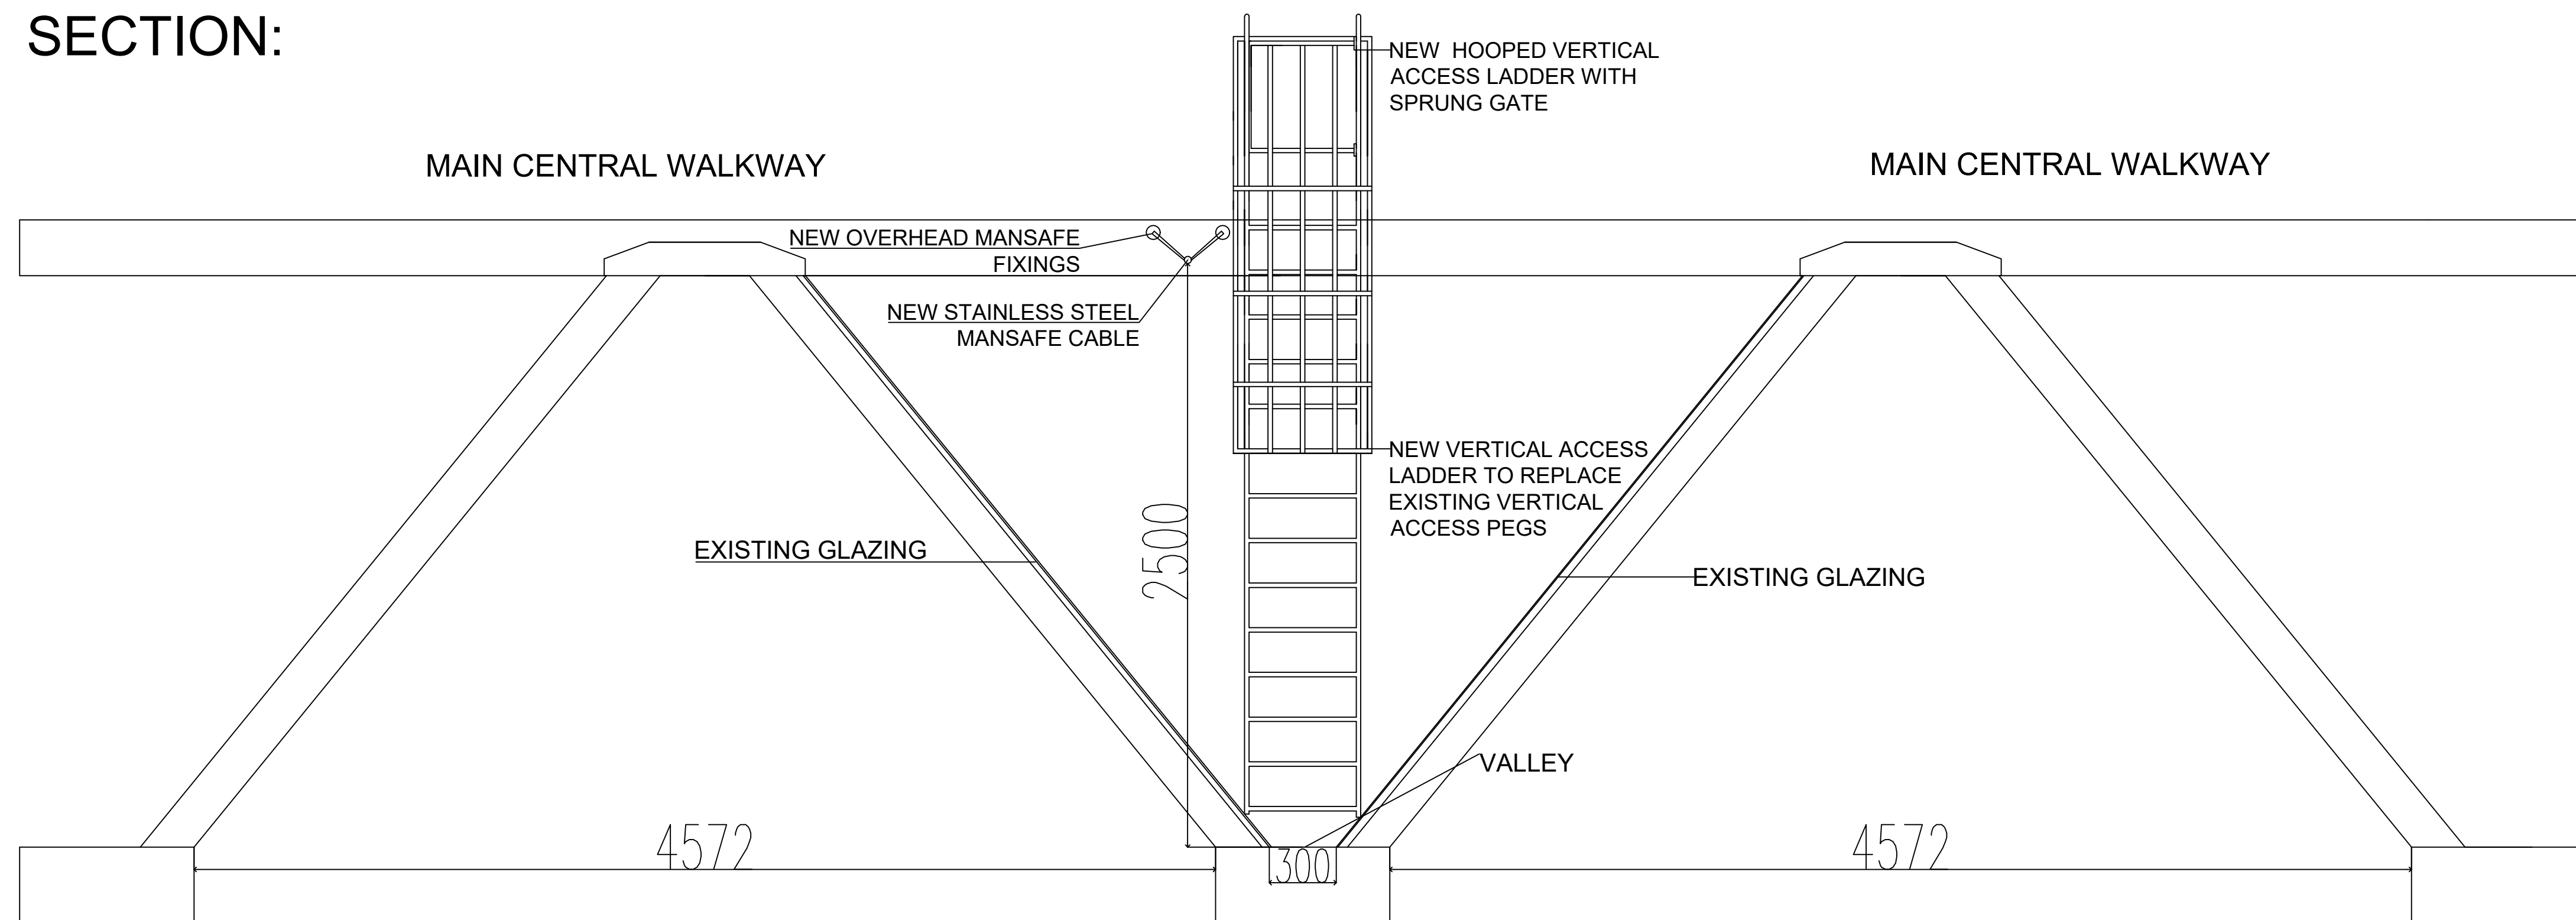 SECTION:
NEW HOOPED VERTICAL
ACCESS LADDER WITH
SPRUNG GATE
MAIN CENTRAL WALKWAY
MAIN CENTRAL WALKWAY
NEW OVERHEAD MANSAFE
FIXINGS
NEW STAINLESS STEEL
MANSAFE CABLE
NEW VERTICAL ACCESS
LADDER TO REPLACE
EXISTING VERTICAL
ACCESS PEGS
2500
EXISTING GLAZING
EXISTING GLAZING
VALLEY
4572
300
4572